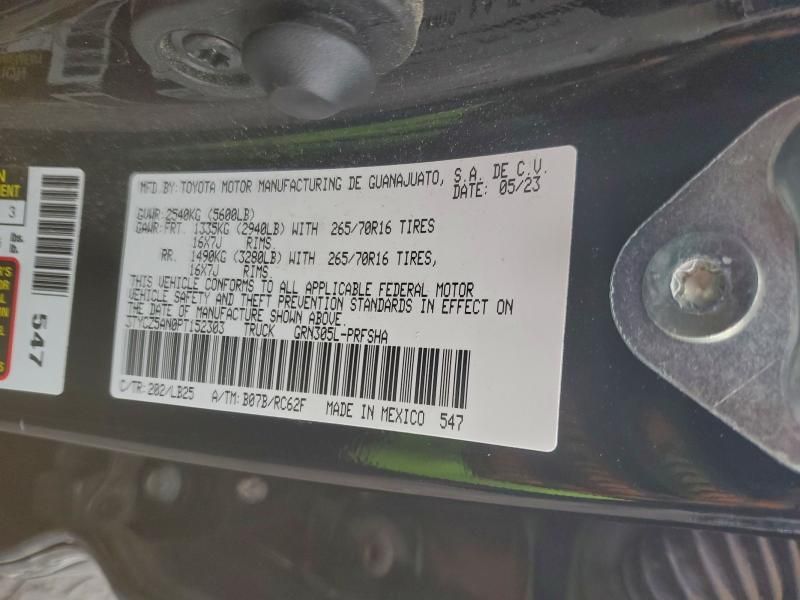 MFD BY: TOYOTA MOTOR MANUFACTURING DE GUANAJUATO, S.A. DE C.V.
DATE: 05/23
GVWR: 2540KG (5600LB)
GAWR: FRT. 1335KG (2940LB) WITH 265/70R16 TIRES
16X7J RIMS,
RR. 1490KG (3280LB) WITH 265/70R16 TIRES,
16X7J RIMS.
THIS VEHICLE CONFORMS TO ALL APPLICABLE FEDERAL MOTOR
VEHICLE SAFETY AND THEFT PREVENTION STANDARDS IN EFFECT ON
THE DATE OF MANUFACTURE SHOWN ABOVE.
3TYCZ5AN0PT152303 TRUCK GRN305L-PRFSHA
C/TR: 202/LB25 A/TM: B07B/RC62F MADE IN MEXICO 547
3
lbs.
lb.
547